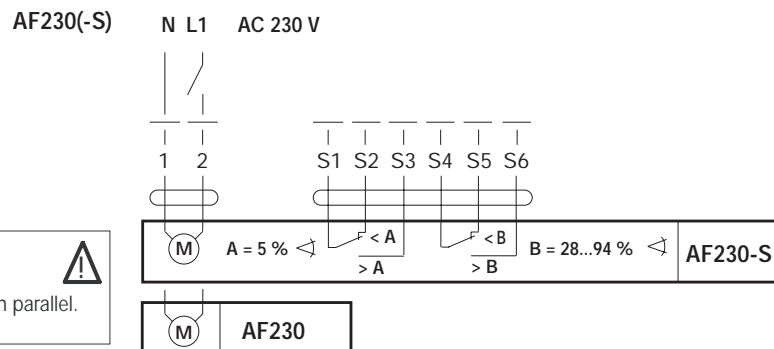 AF230(-S) N L1 AC 230 V
1 2 S1 S2 S3 S4 S5 S6
M A = 5 % < A > A < B > B B = 28...94 % AF230-S
n parallel.
M AF230